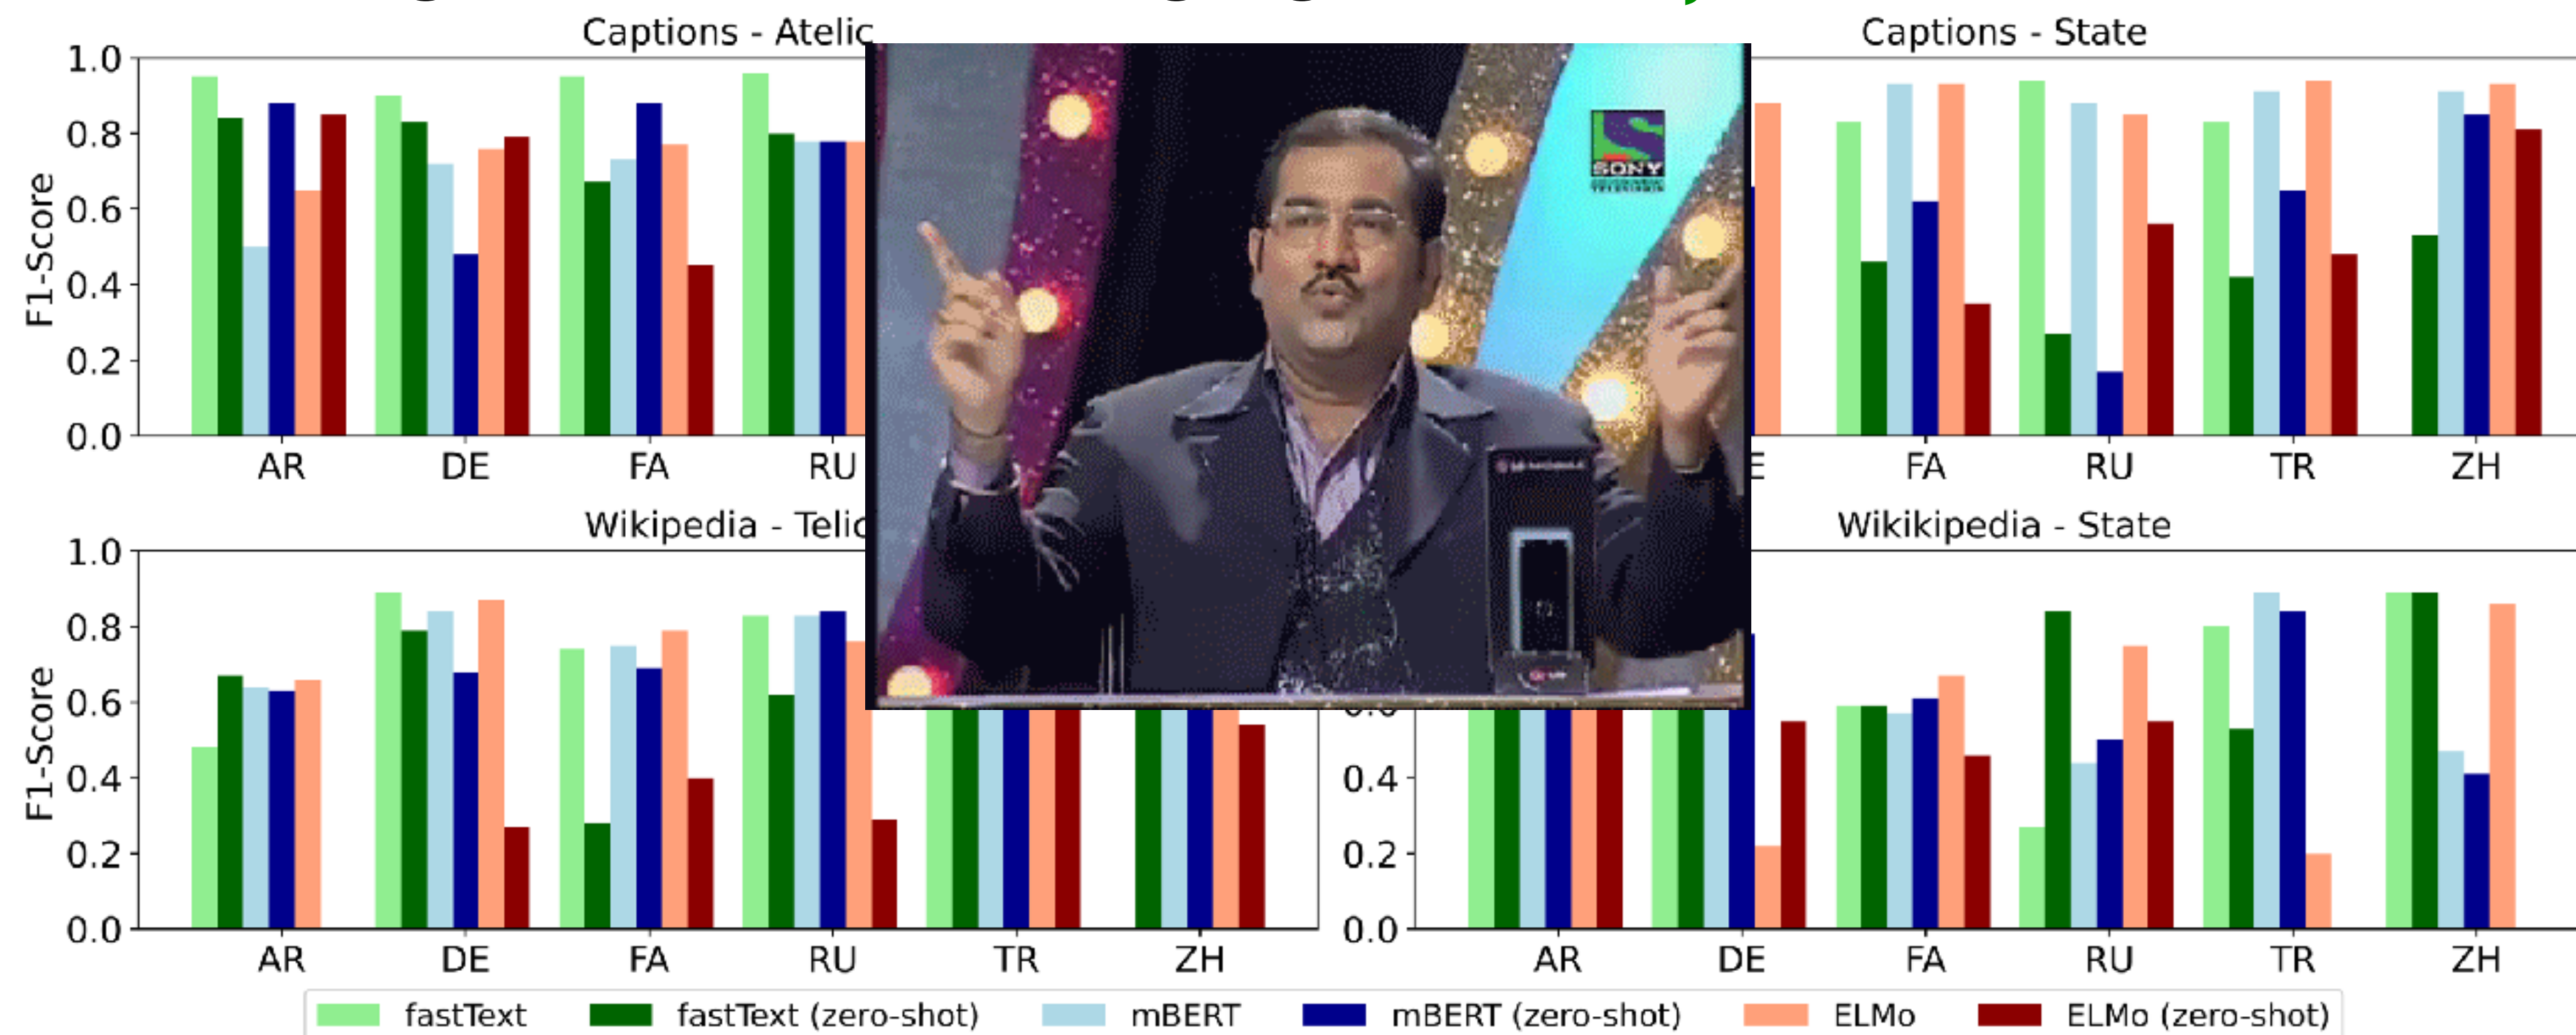 Captions - Atelic
Captions - State
1.0
0.8
0.6
0.4
0.2
0.0
F1-Score
AR DE FA RU
FA RU TR ZH
SONY
Wikipedia - Telic
Wikikipedia - State
1.0
0.8
0.6
0.4
0.2
0.0
F1-Score
0.4
0.2
0.0
AR DE FA RU TR ZH
AR DE FA RU TR ZH
fastText fastText (zero-shot) mBERT mBERT (zero-shot) ELMo ELMo (zero-shot)